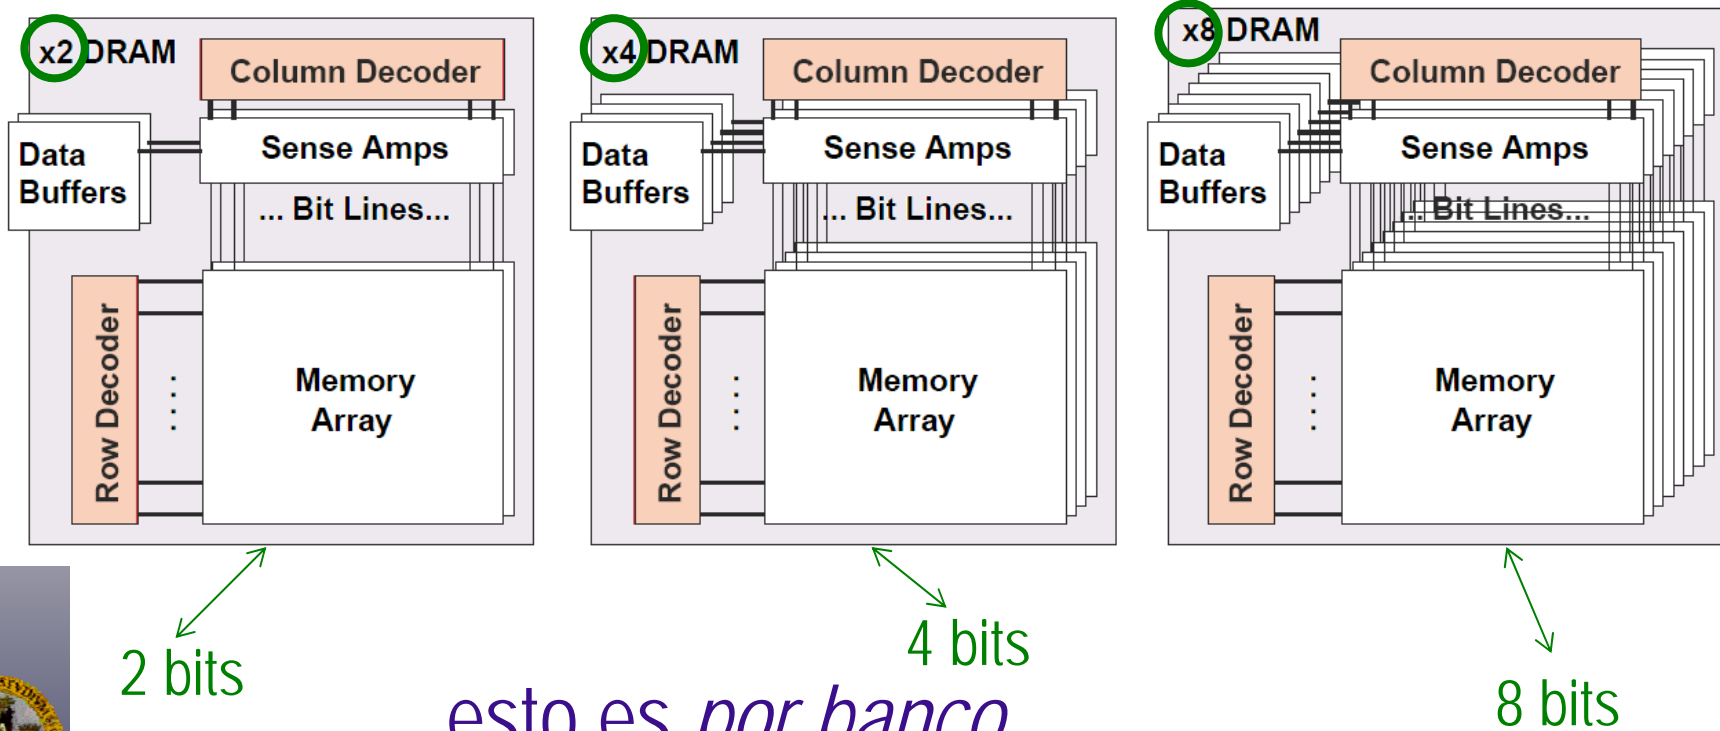 x2 DRAM
Column Decoder
Data
Buffers
Sense Amps
... Bit Lines...
Row Decoder
Memory
Array
2 bits
x4 DRAM
Column Decoder
Data
Buffers
Sense Amps
... Bit Lines...
Row Decoder
Memory
Array
4 bits
x8 DRAM
Column Decoder
Data
Buffers
Sense Amps
... Bit Lines...
Row Decoder
Memory
Array
8 bits
esto es por banco